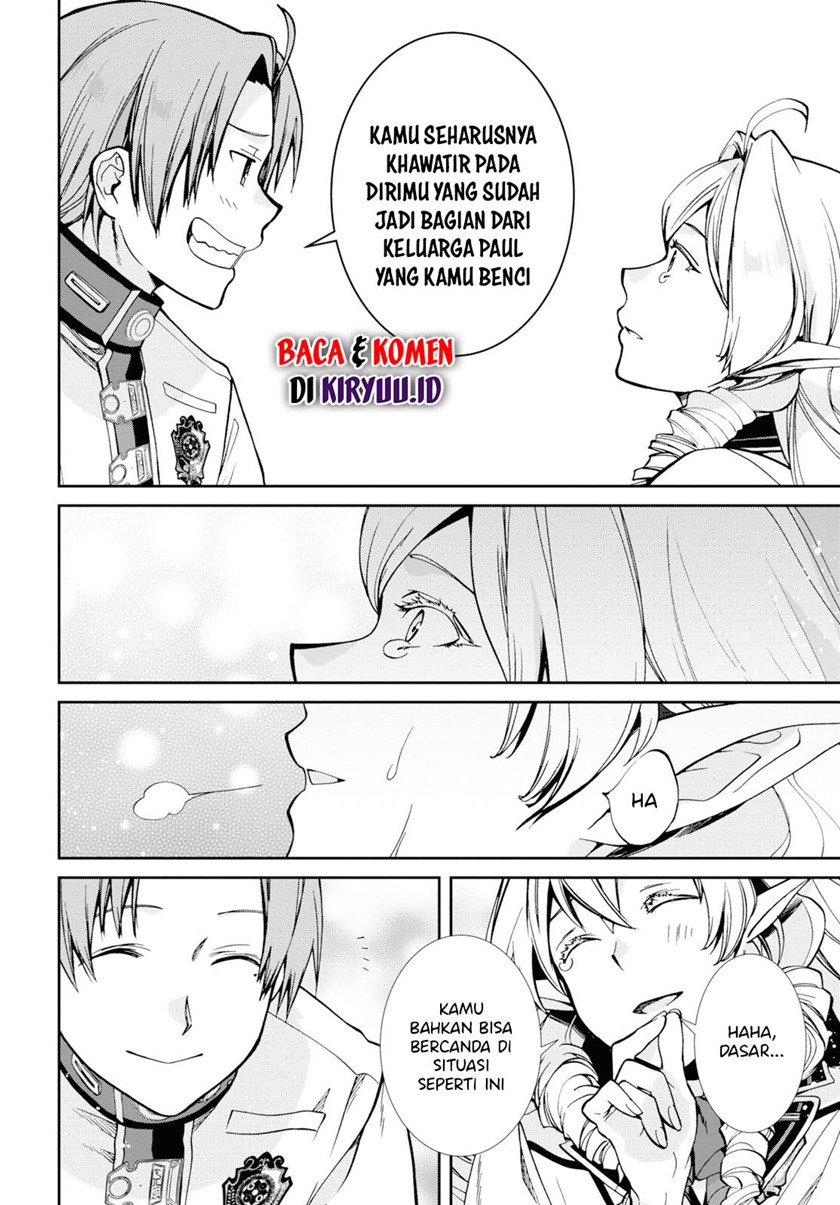 KAMU SEHARUSNYA
KHAWATIR PADA
DIRIMU YANG SUDAH
JADI BAGIAN DARI
KELUARGA PAUL
YANG KAMU BENCI
BACA & KOMEN
DI KIRYUU.ID
HA
HAHA,
DASAR...
KAMU
BAHKAN BISA
BERCANDA DI
SITUASI
SEPERTI INI